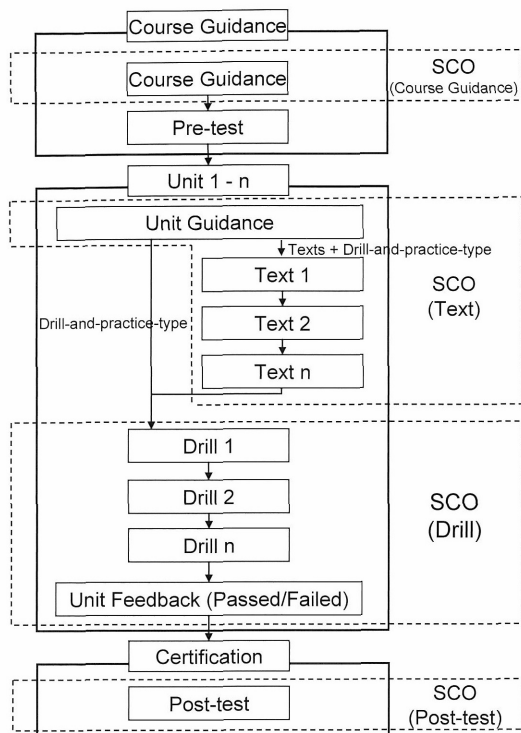 Course Guidance
Course Guidance
SCO
(Course Guidance)
Pre-test
Unit 1 - n
Unit Guidance
Texts + Drill-and-practice-type
Text 1
SCO
(Text)
Drill-and-practice-type
Text 2
Text n
Drill 1
Drill 2
SCO
(Drill)
Drill n
Unit Feedback (Passed/Failed)
Certification
Post-test
SCO
(Post-test)